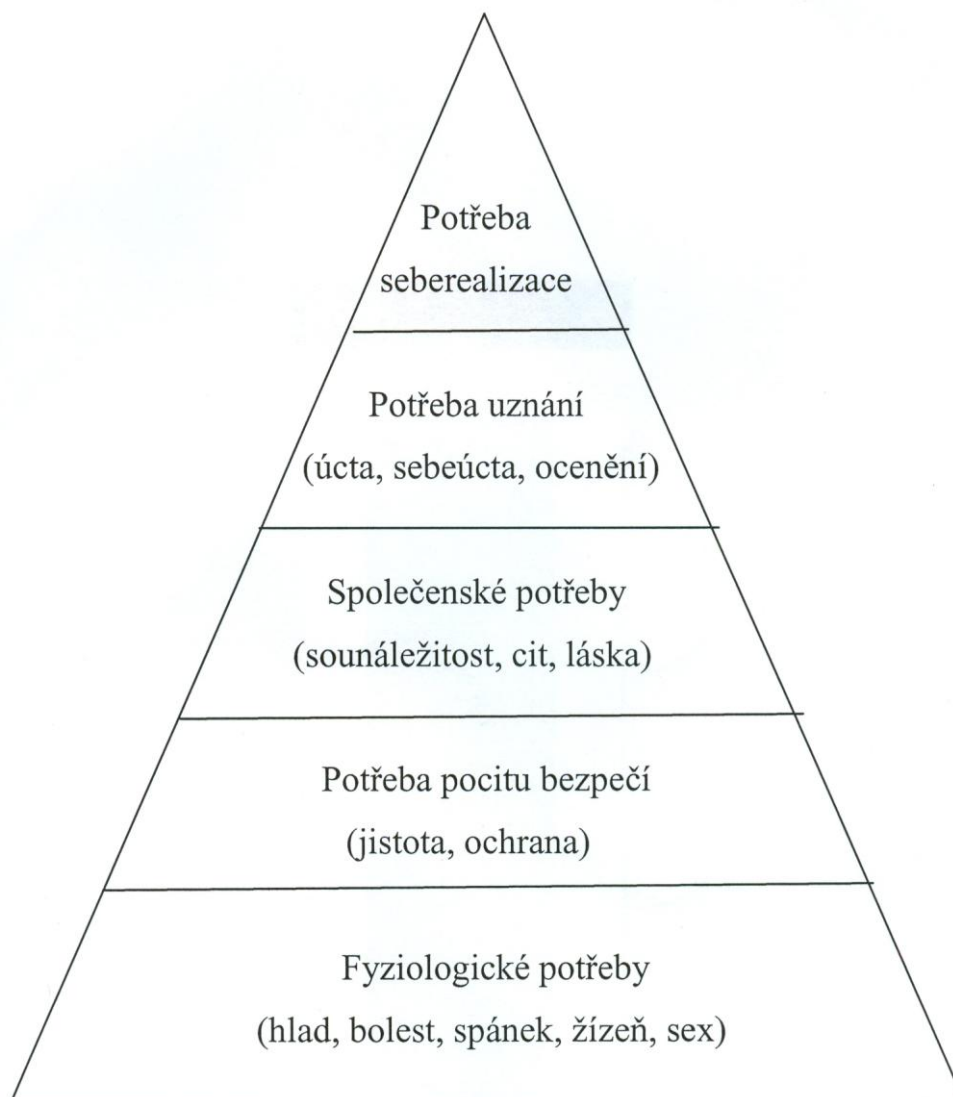 Potřeba
seberealizace
Potřeba uznání
(úcta, sebeúcta, ocenění)
Společenské potřeby
(sounáležitost, cit, láska)
Potřeba pocitu bezpečí
(jistota, ochrana)
Fyziologické potřeby
(hlad, bolest, spánek, žízeň, sex)